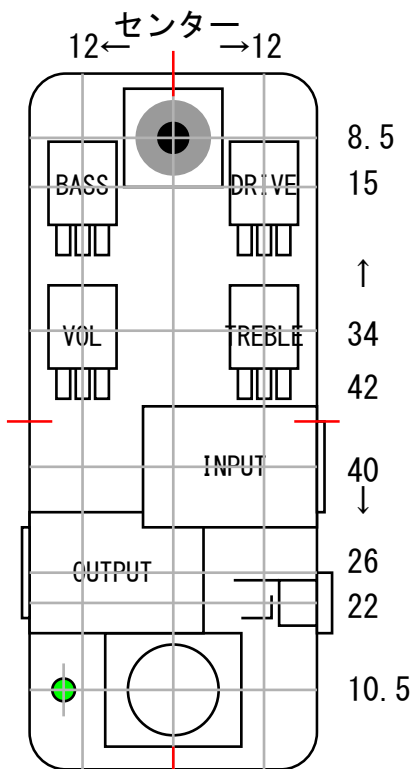 センター
12← →12
8.5
BASS DRIVE 15
↑
VOL TREBLE 34
42
INPUT 40
↓
OUTPUT 26
22
10.5